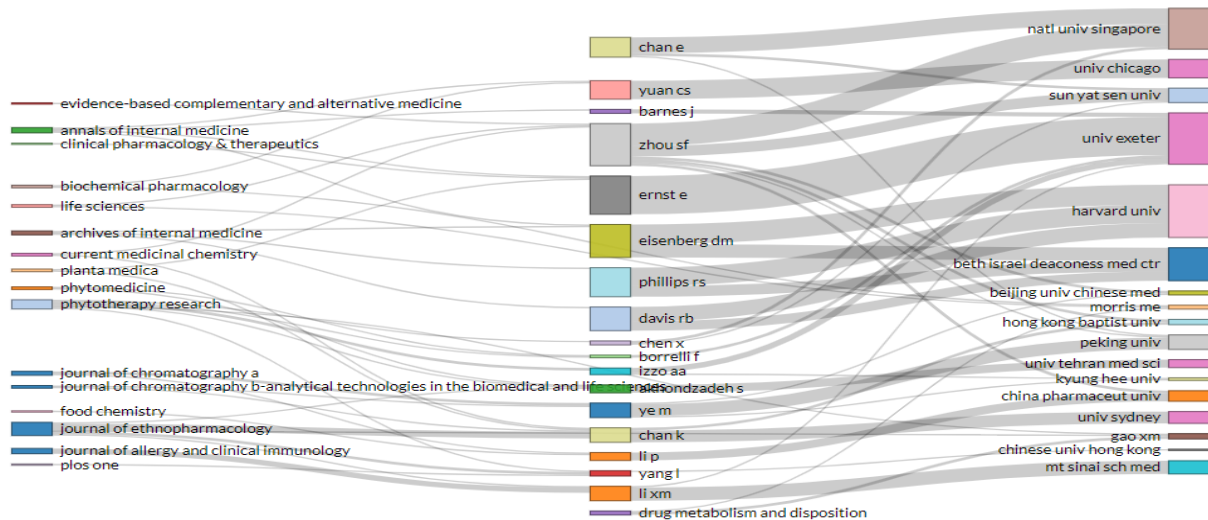 evidence-based complementary and alternative medicine
annals of internal medicine
clinical pharmacology & therapeutics
biochemical pharmacology
life sciences
archives of internal medicine
current medicinal chemistry
planta medica
phytomedicine
phytotherapy research
journal of chromatography a
journal of chromatography b-analytical technologies in the biomedical and life sciences
food chemistry
journal of ethnopharmacology
journal of allergy and clinical immunology
plos one
chan e
yuan cs
barnes j
zhou sf
ernst e
eisenberg dm
phillips rs
davis rb
chen x
borrelli f
izzo aa
akhondzadeh s
ye m
chan k
li p
yang l
li xm
drug metabolism and disposition
natl univ singapore
univ chicago
sun yat sen univ
univ exeter
harvard univ
beth israel deaconess med ctr
beijing univ chinese med
morris me
hong kong baptist univ
peking univ
univ tehran med sci
kyung hee univ
china pharmaceut univ
univ sydney
gao xm
chinese univ hong kong
mt sinai sch med